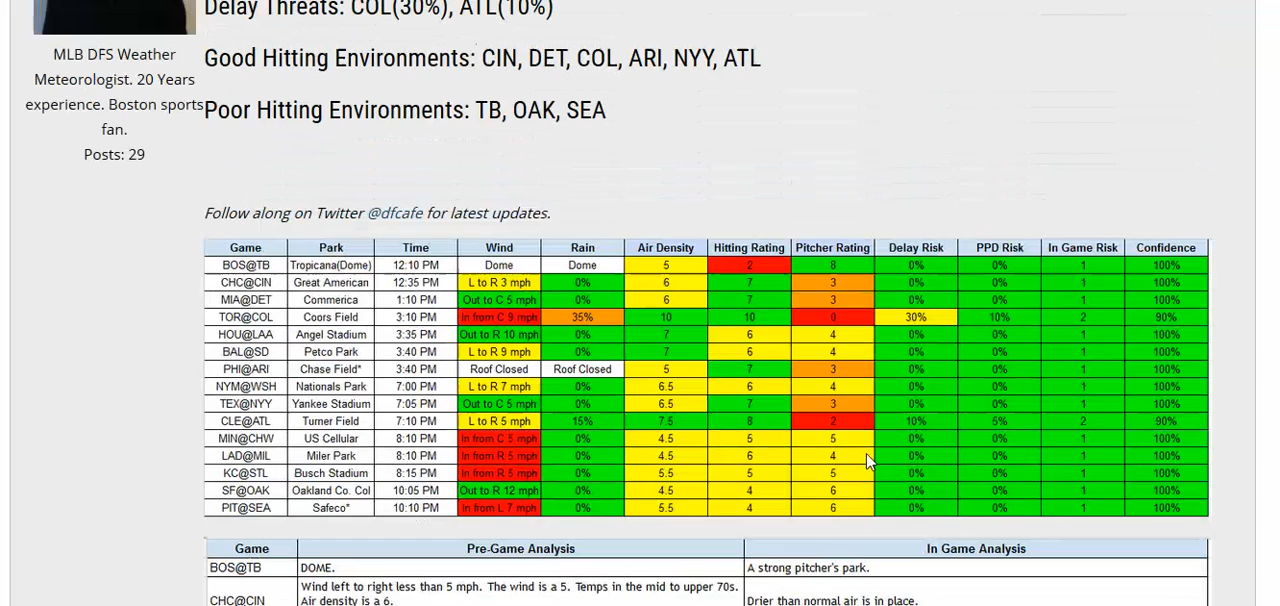 Delay Threats: COL(30%), ATL(10%)
MLB DFS Weather
Meteorologist. 20 Years
experience. Boston sports
fan.
Posts: 29
Good Hitting Environments: CIN, DET, COL, ARI, NYY, ATL
Poor Hitting Environments: TB, OAK, SEA
Follow along on Twitter @dfcafe for latest updates.
Game Park Time Wind Rain Air Density Hitting Rating Pitcher Rating Delay Risk PPD Risk In Game Risk Confidence
BOS@TB Tropicana(Dome) 12:10 PM Dome Dome 5 2 8 0% 0% 1 100%
CHC@CIN Great American 12:35 PM L to R 3 mph 0% 6 7 3 0% 0% 1 100%
MIA@DET Commerica 1:10 PM Out to C 5 mph 0% 6 7 3 0% 0% 1 100%
TOR@COL Coors Field 3:10 PM In from C 9 mph 35% 10 10 0 30% 10% 2 90%
HOU@LAA Angel Stadium 3:35 PM Out to R 10 mph 0% 7 6 4 0% 0% 1 100%
BAL@SD Petco Park 3:40 PM L to R 9 mph 0% 7 6 4 0% 0% 1 100%
PHI@ARI Chase Field* 3:40 PM Roof Closed Roof Closed 5 7 3 0% 0% 1 100%
NYM@WSH Nationals Park 7:00 PM L to R 7 mph 0% 6.5 6 4 0% 0% 1 100%
TEX@NYY Yankee Stadium 7:05 PM Out to C 5 mph 0% 6.5 7 3 0% 0% 1 100%
CLE@ATL Turner Field 7:10 PM L to R 5 mph 15% 7.5 8 2 10% 5% 2 90%
MIN@CHW US Cellular 8:10 PM In from C 5 mph 0% 4.5 5 5 0% 0% 1 100%
LAD@MIL Miler Park 8:10 PM In from R 5 mph 0% 4.5 6 4 0% 0% 1 100%
KC@STL Busch Stadium 8:15 PM In from R 5 mph 0% 5.5 5 5 0% 0% 1 100%
SF@OAK Oakland Co. Col 10:05 PM Out to R 12 mph 0% 4.5 4 6 0% 0% 1 100%
PIT@SEA Safeco* 10:10 PM In from L 7 mph 0% 5.5 4 6 0% 0% 1 100%
Game Pre-Game Analysis In Game Analysis
BOS@TB DOME. A strong pitcher's park.
Wind left to right less than 5 mph. The wind is a 5. Temps in the mid to upper 70s.
CHC@CIN Air density is a 6. Drier than normal air is in place.